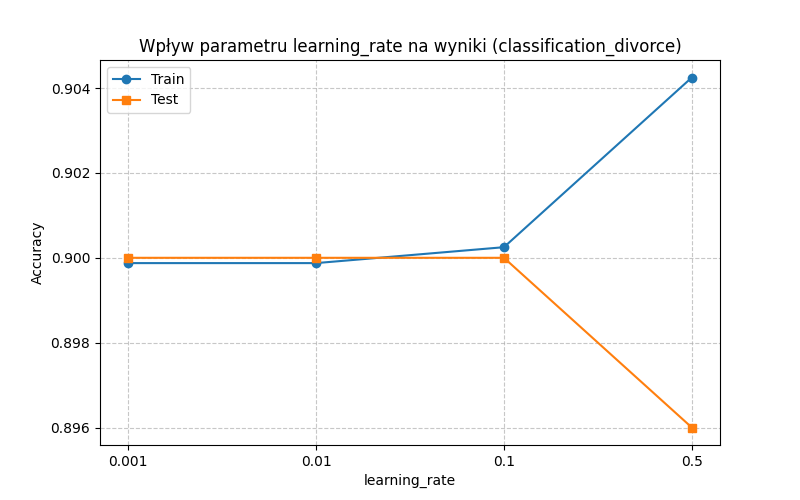 Wpływ parametru learning_rate na wyniki (classification_divorce)
Train
Test
0.904
0.902
0.900
0.898
0.896
Accuracy
0.001 0.01 0.1 0.5
learning_rate